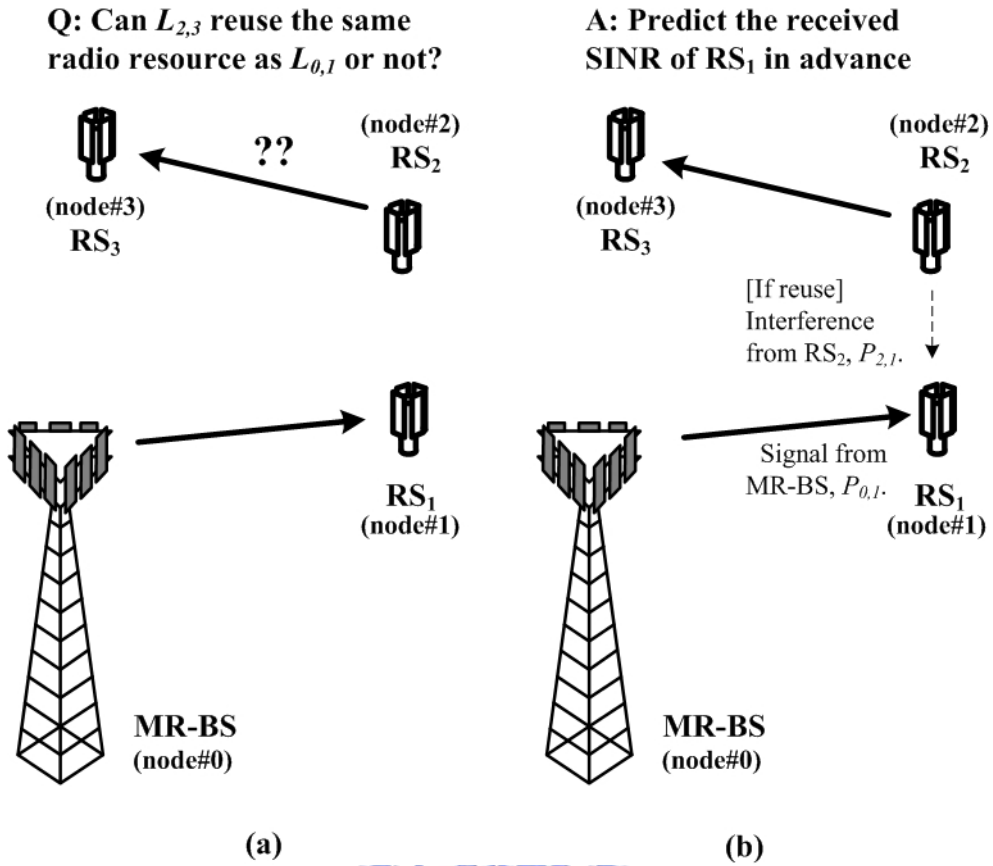 Q: Can L2,3 reuse the same
radio resource as L0,1 or not?
(node#2)
RS2
??
(node#3)
RS3
RS1
(node#1)
MR-BS
(node#0)
(a)
A: Predict the received
SINR of RS1 in advance
(node#2)
RS2
(node#3)
RS3
[If reuse]
Interference
from RS2, P2,1.
Signal from
MR-BS, P0,1.
RS1
(node#1)
MR-BS
(node#0)
(b)